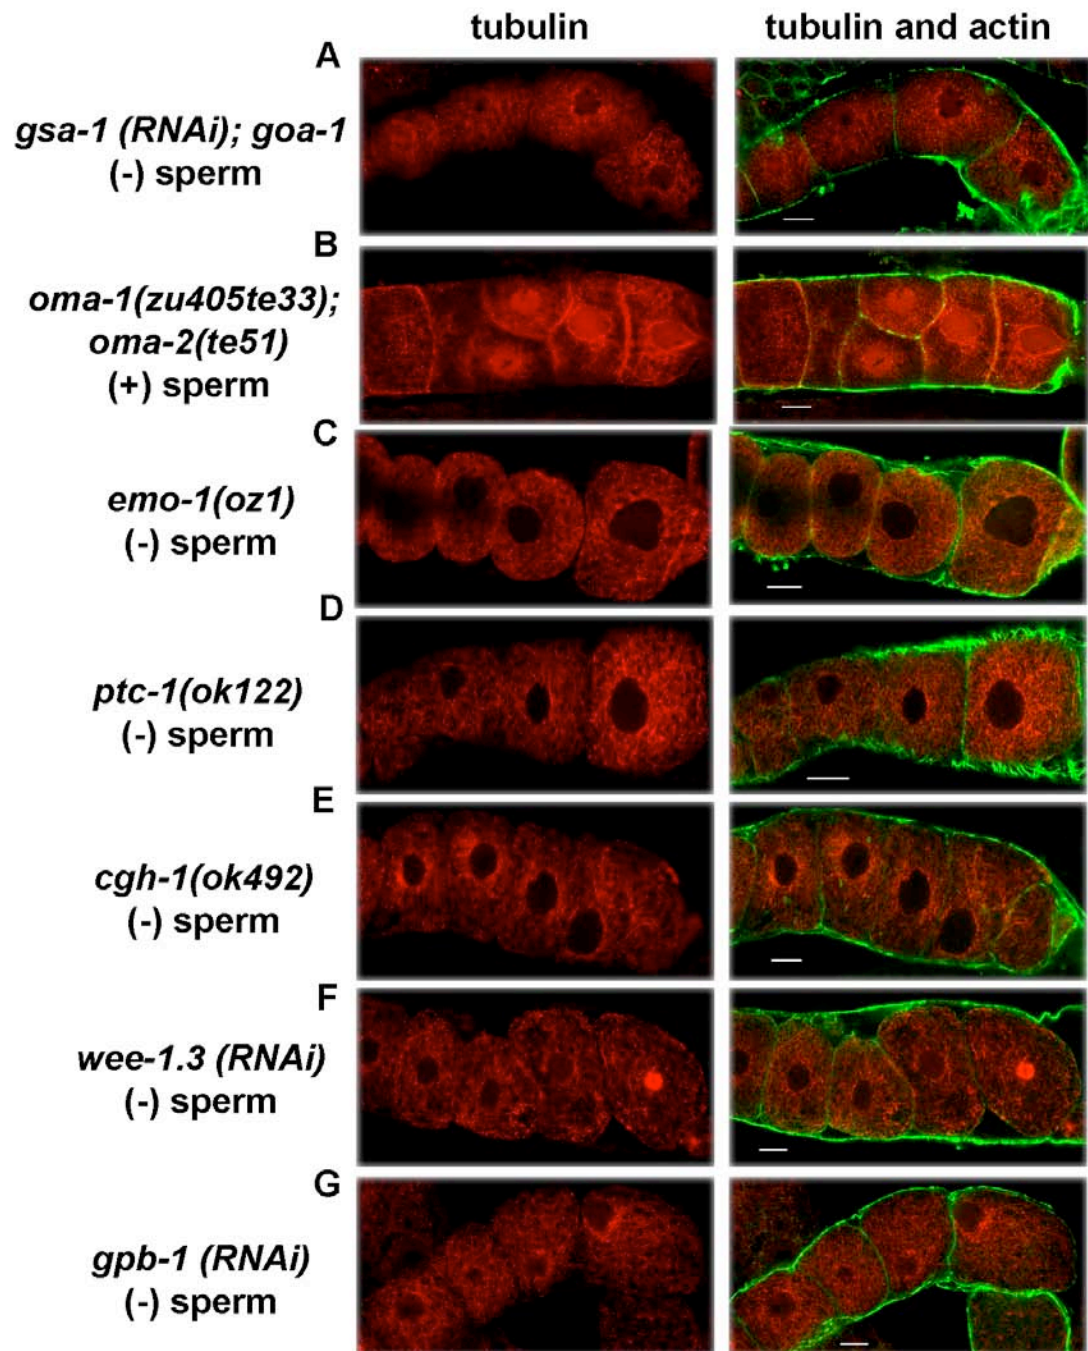 tubulin
tubulin and actin
A
gsa-1 (RNAi); goa-1
(-) sperm
B
oma-1(zu405te33);
oma-2(te51)
(+) sperm
C
emo-1(oz1)
(-) sperm
D
ptc-1(ok122)
(-) sperm
E
cgh-1(ok492)
(-) sperm
F
wee-1.3 (RNAi)
(-) sperm
G
gpb-1 (RNAi)
(-) sperm